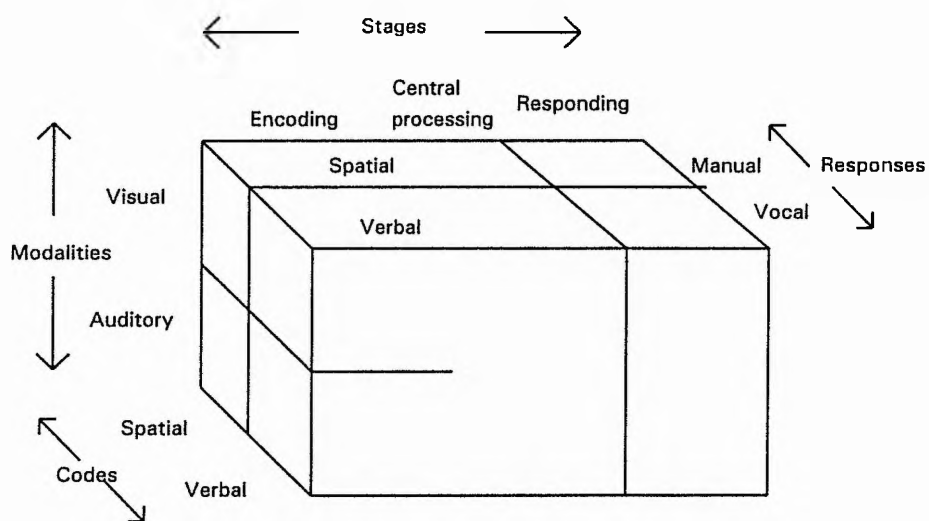 Stages
Central
Encoding processing Responding
Spatial Manual Responses
Visual
Vocal
Verbal
Modalities
Auditory
Spatial
Codes
Verbal